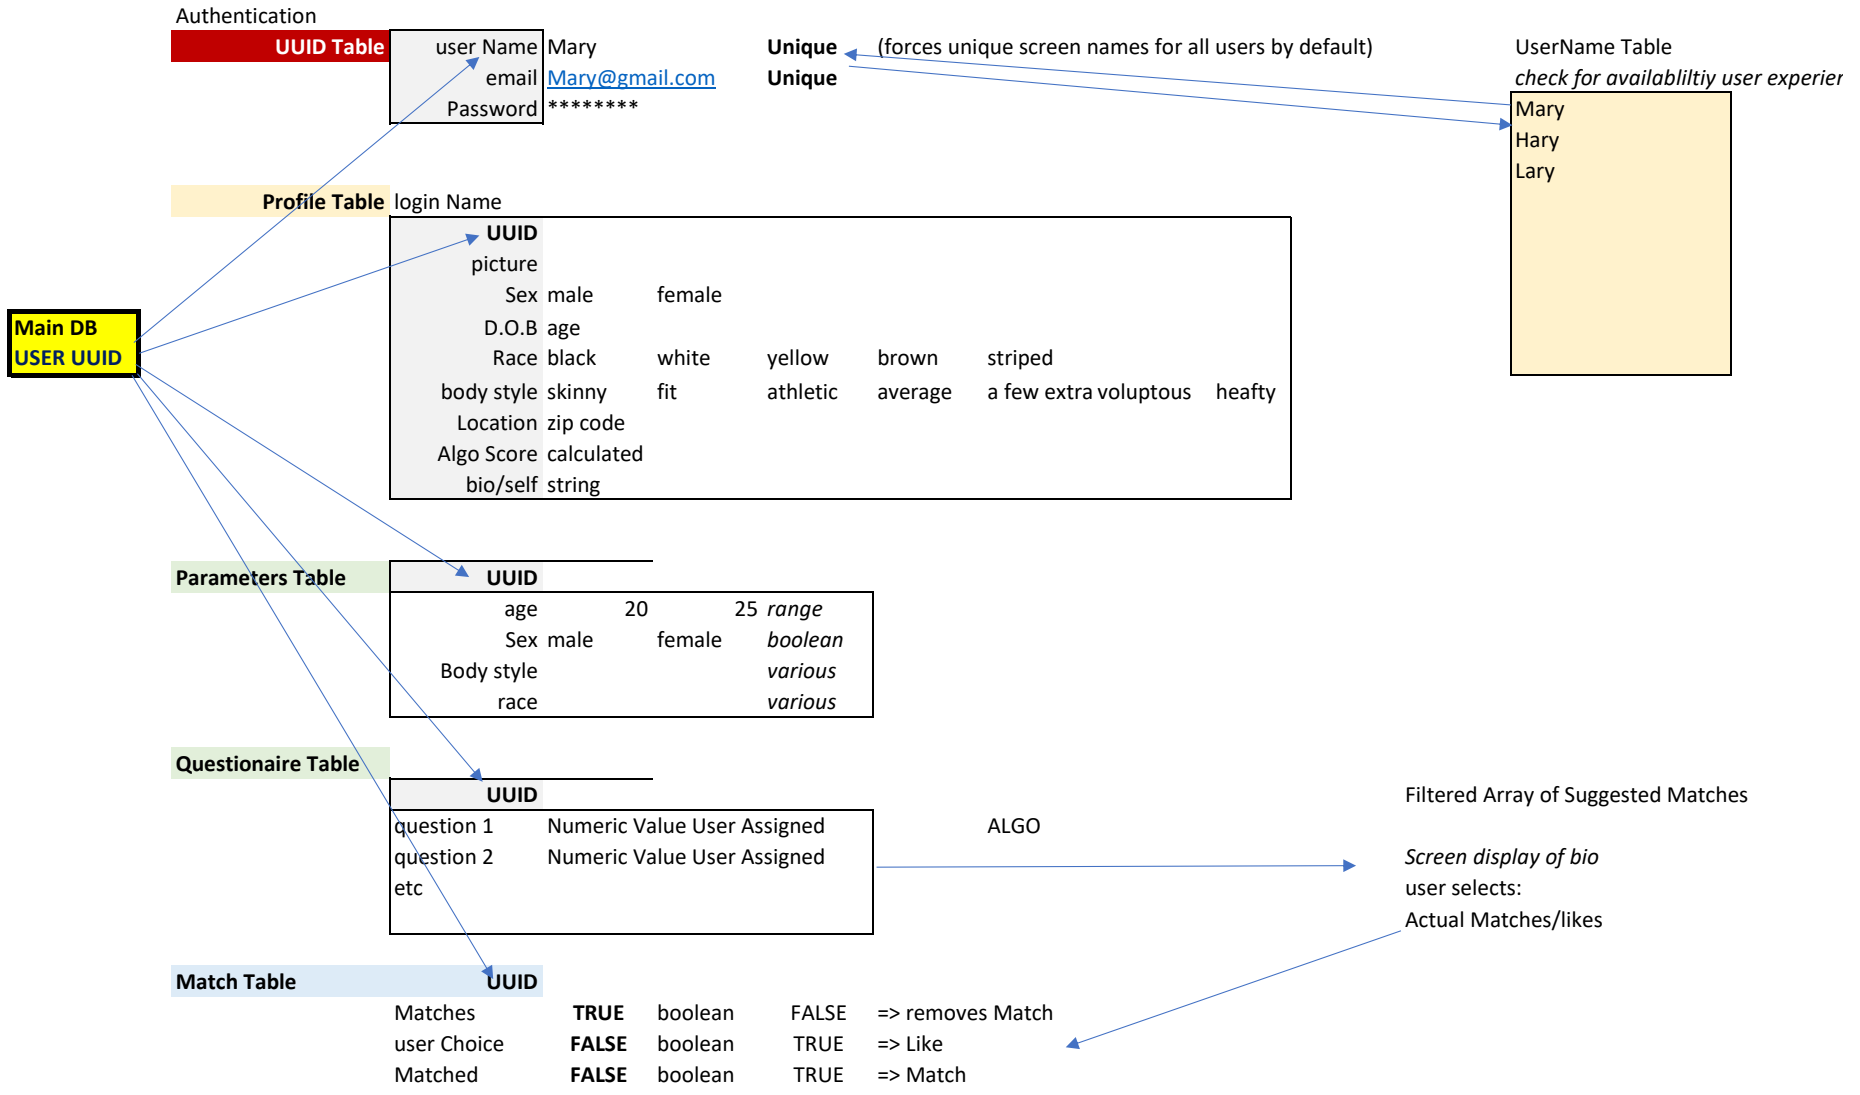 Authentication
UUID Table user Name Mary Unique (forces unique screen names for all users by default) UserName Table
email Mary@gmail.com Unique check for availabliltiy user experier
Password ******** Mary
Hary
Lary
Profile Table login Name
UUID
picture
Sex male female
Main DB D.O.B age
USER UUID Race black white yellow brown striped
body style skinny fit athletic average a few extra voluptous heafty
Location zip code
Algo Score calculated
bio/self string
Parameters Table UUID
age 20 25 range
Sex male female boolean
Body style various
race various
Questionaire Table
UUID Filtered Array of Suggested Matches
question 1 Numeric Value User Assigned ALGO
question 2 Numeric Value User Assigned Screen display of bio
etc user selects:
Actual Matches/likes
Match Table UUID
Matches TRUE boolean FALSE => removes Match
user Choice FALSE boolean TRUE => Like
Matched FALSE boolean TRUE => Match